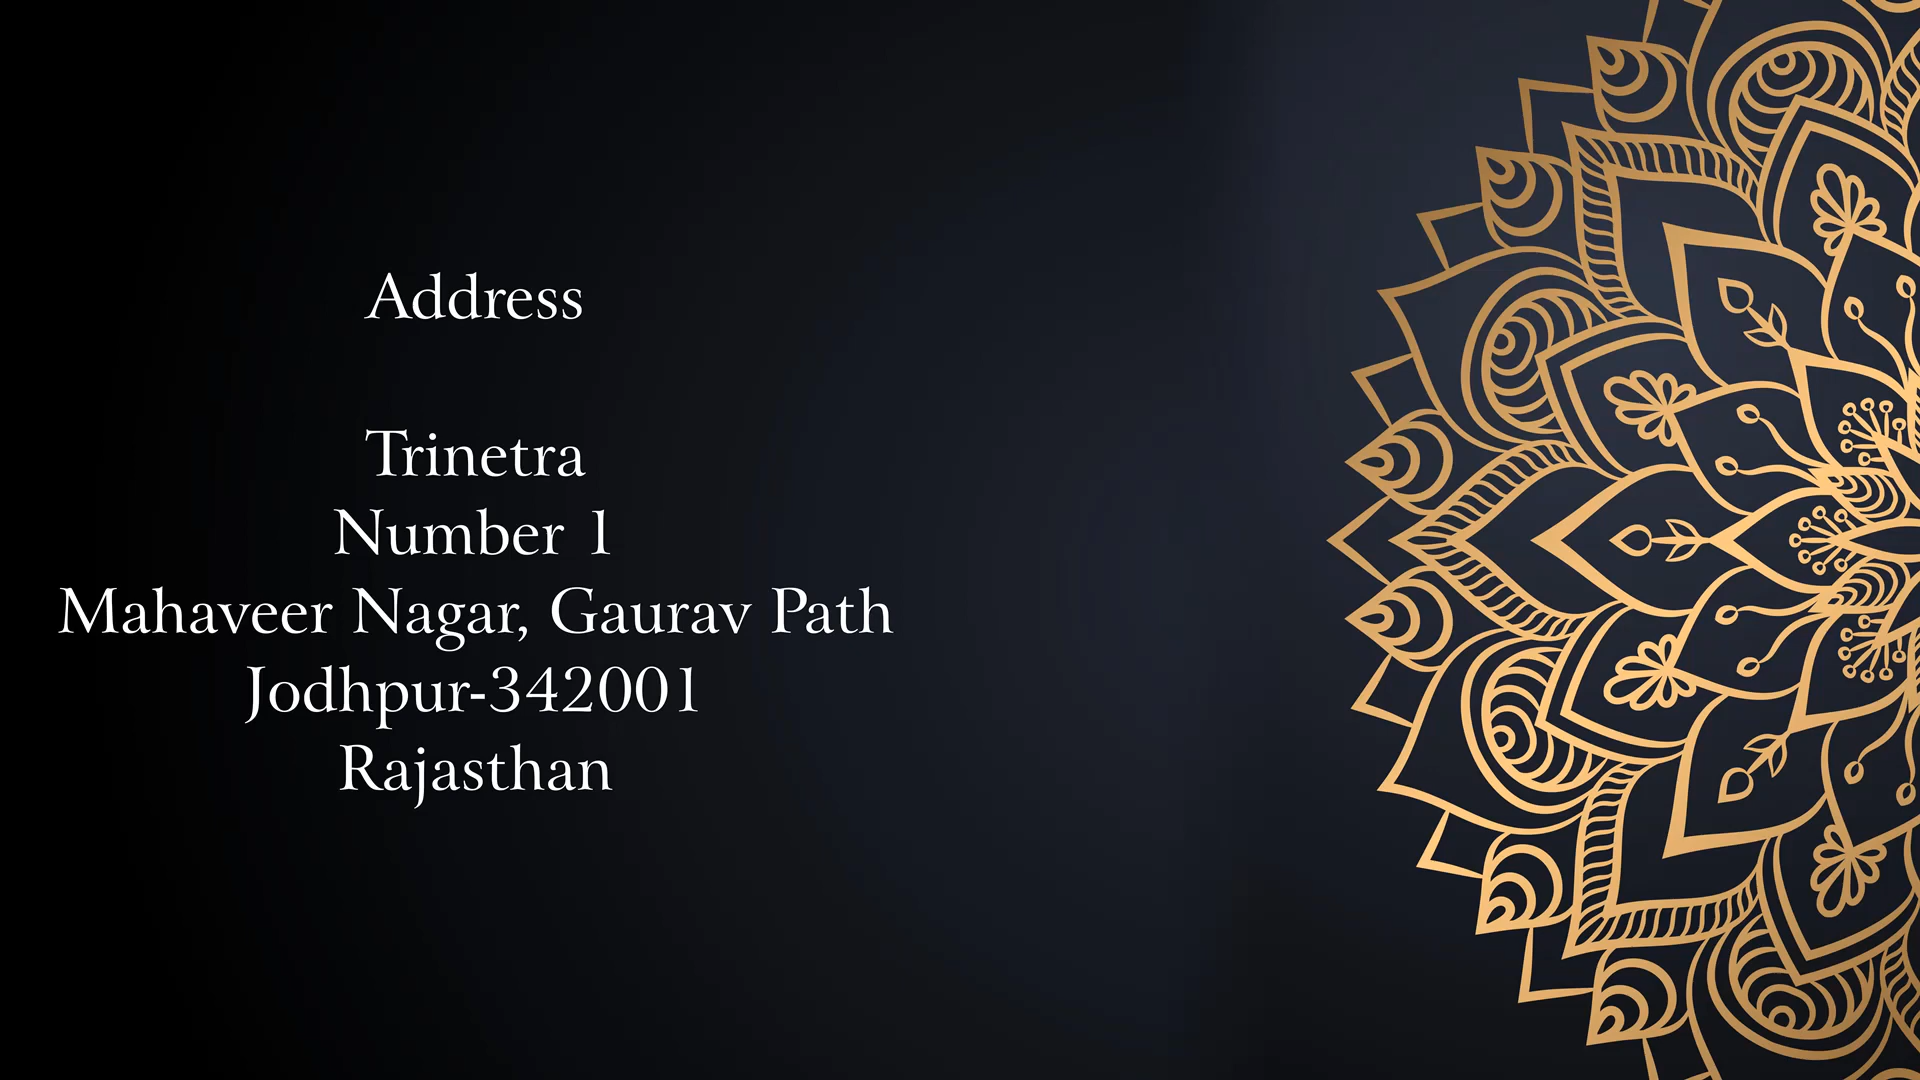 Address
Trinetra
Number 1
Mahaveer Nagar, Gaurav Path
Jodhpur-342001
Rajasthan